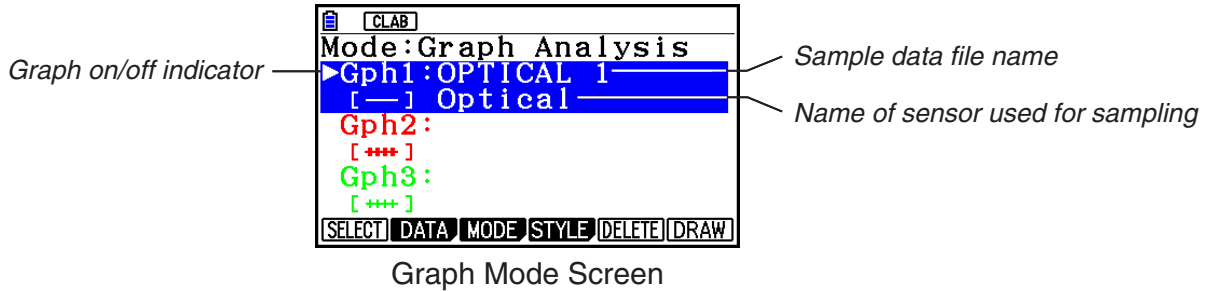 CLAB
Mode:Graph Analysis
Graph on/off indicator
▶Gph1:OPTICAL 1
Sample data file name
[—] Optical
Name of sensor used for sampling
Gph2:
[++++]
Gph3:
[++++]
SELECT DATA MODE STYLE DELETE DRAW
Graph Mode Screen